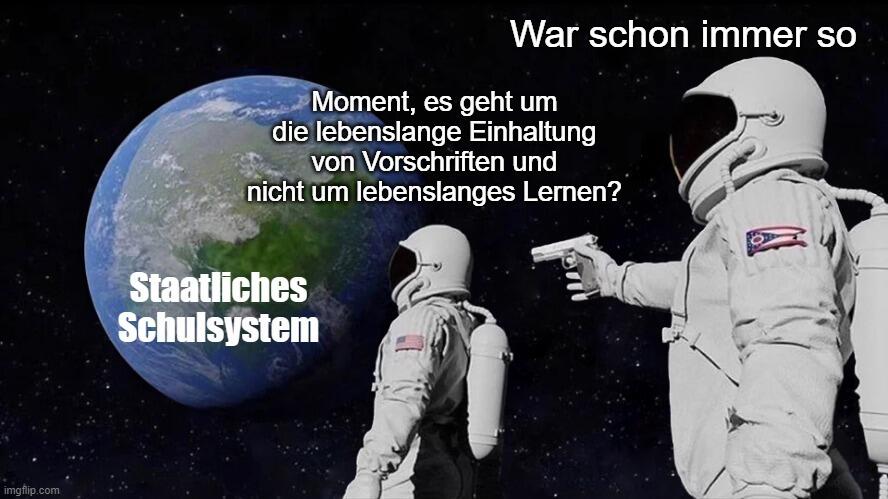 War schon immer so
Moment, es geht um
die lebenslange Einhaltung
von Vorschriften und
nicht um lebenslanges Lernen?
Staatliches
Schulsystem
imgflip.com